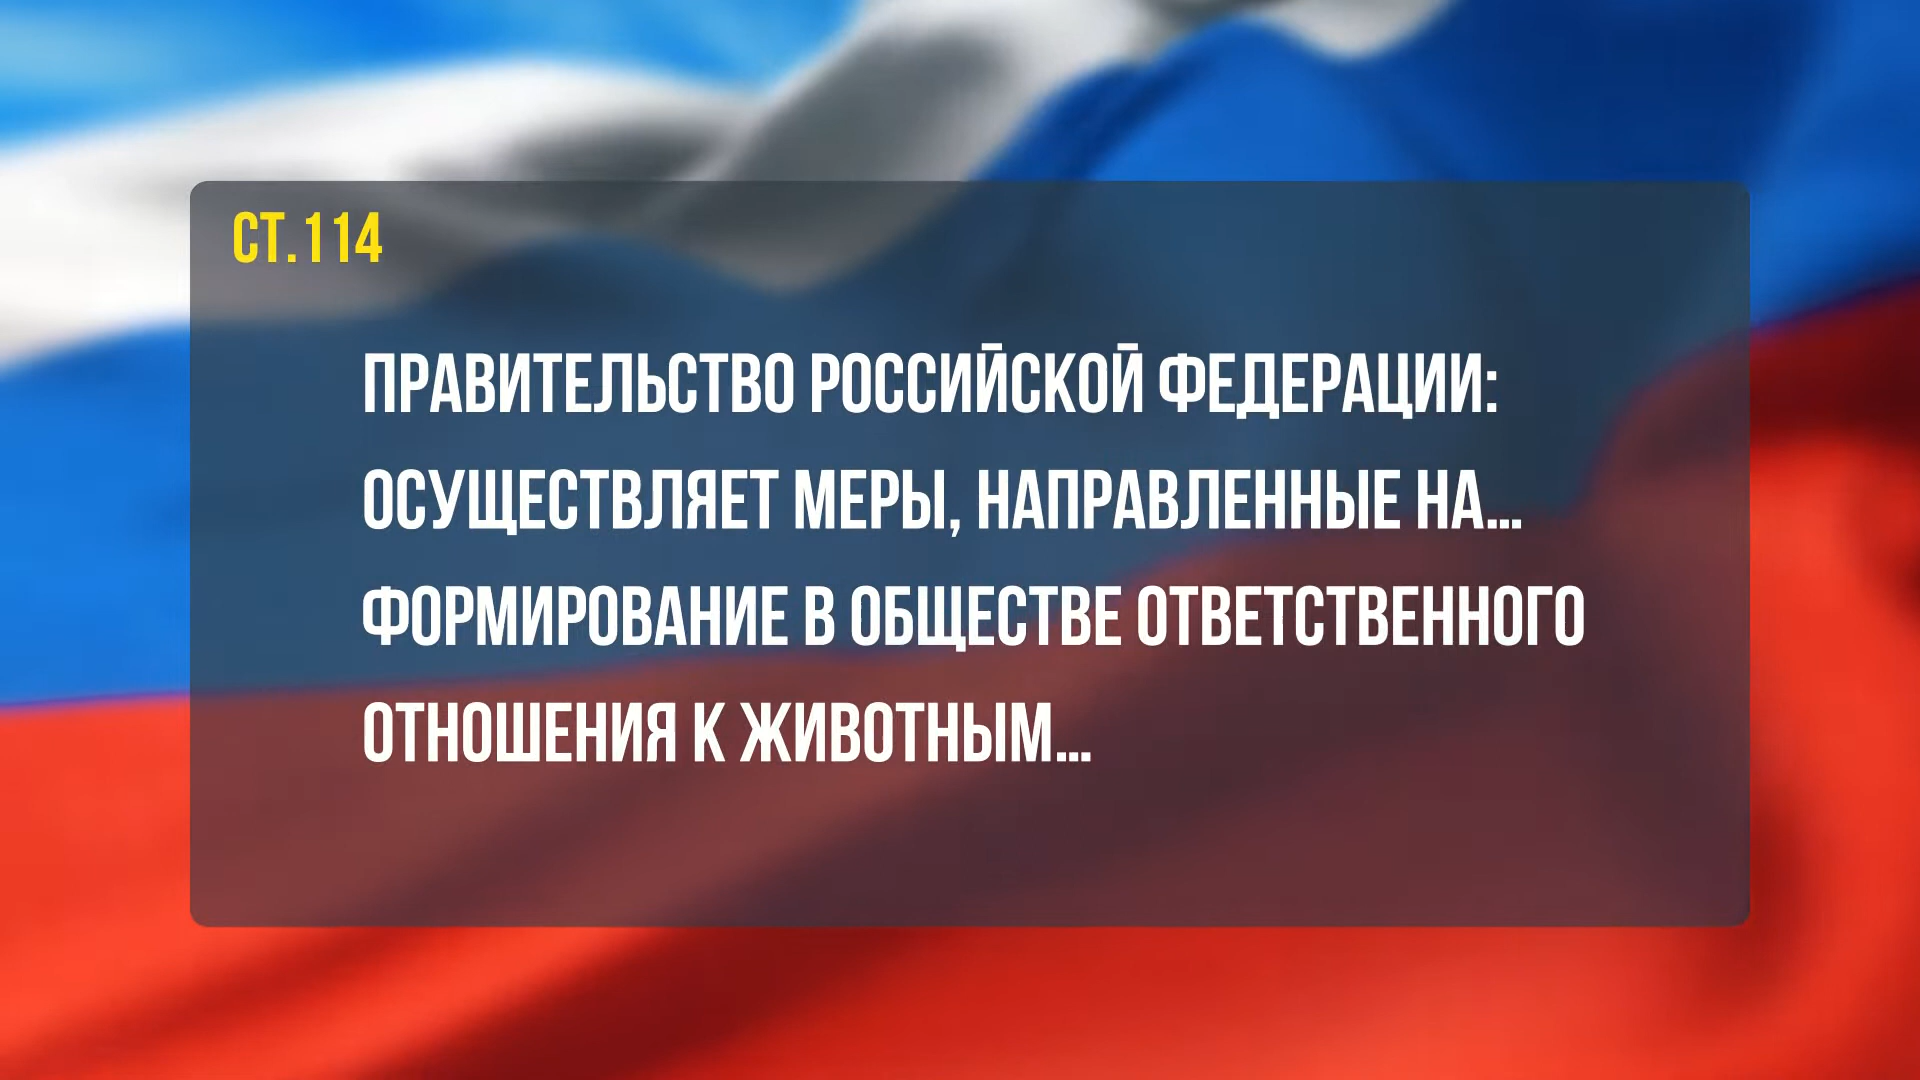 СТ.114
ПРАВИТЕЛЬСТВО РОССИЙСКОЙ ФЕДЕРАЦИИ:
ОСУЩЕСТВЛЯЕТ МЕРЫ, НАПРАВЛЕННЫЕ НА...
ФОРМИРОВАНИЕ В ОБЩЕСТВЕ ОТВЕТСТВЕННОГО
ОТНОШЕНИЯ К ЖИВОТНЫМ...